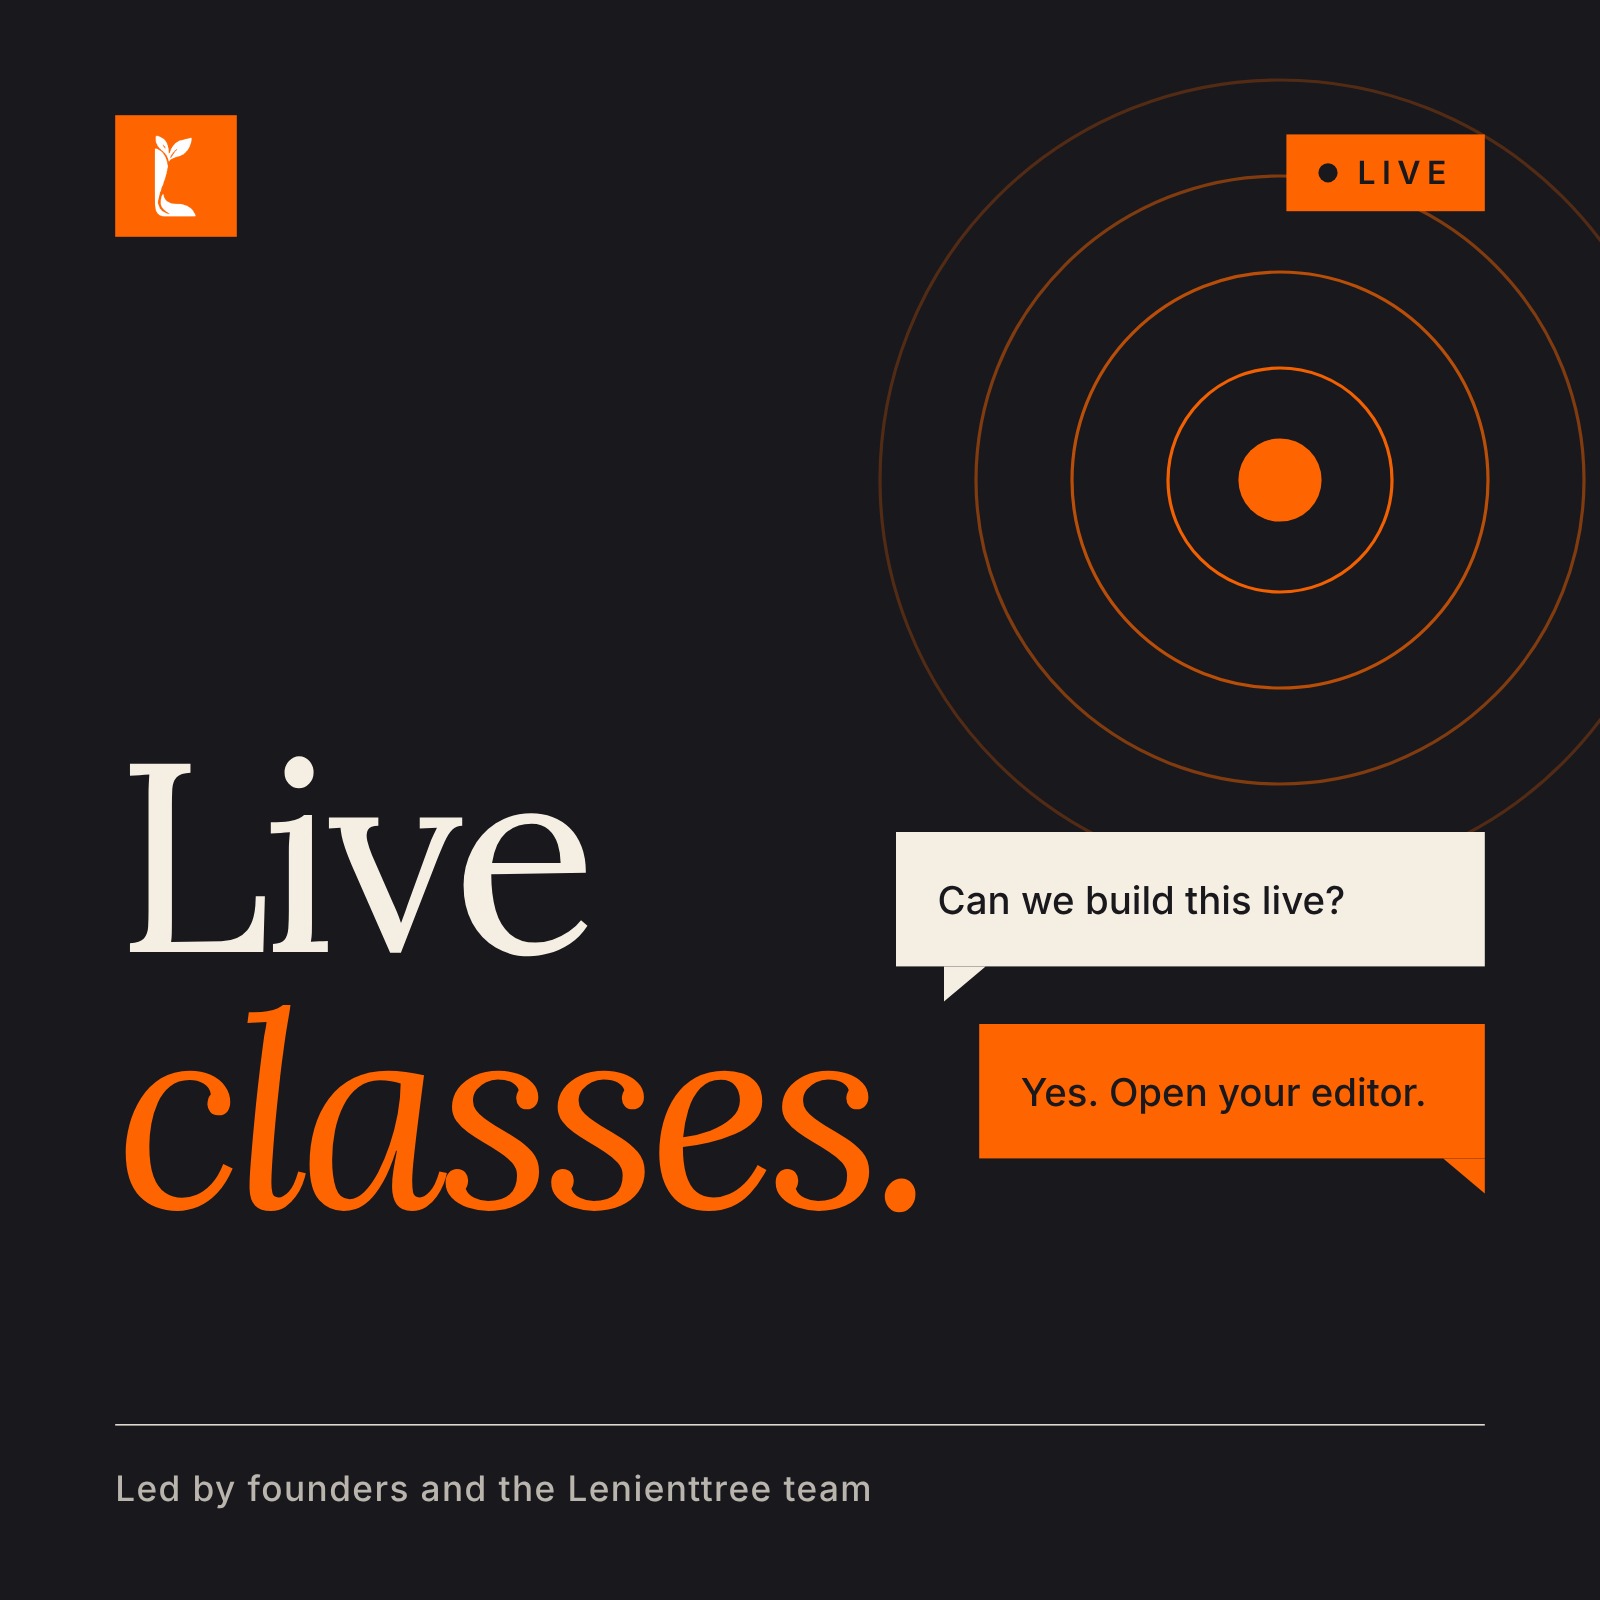 LIVE
Live
classes.
Can we build this live?
Yes. Open your editor.
Led by founders and the Lenienttree team